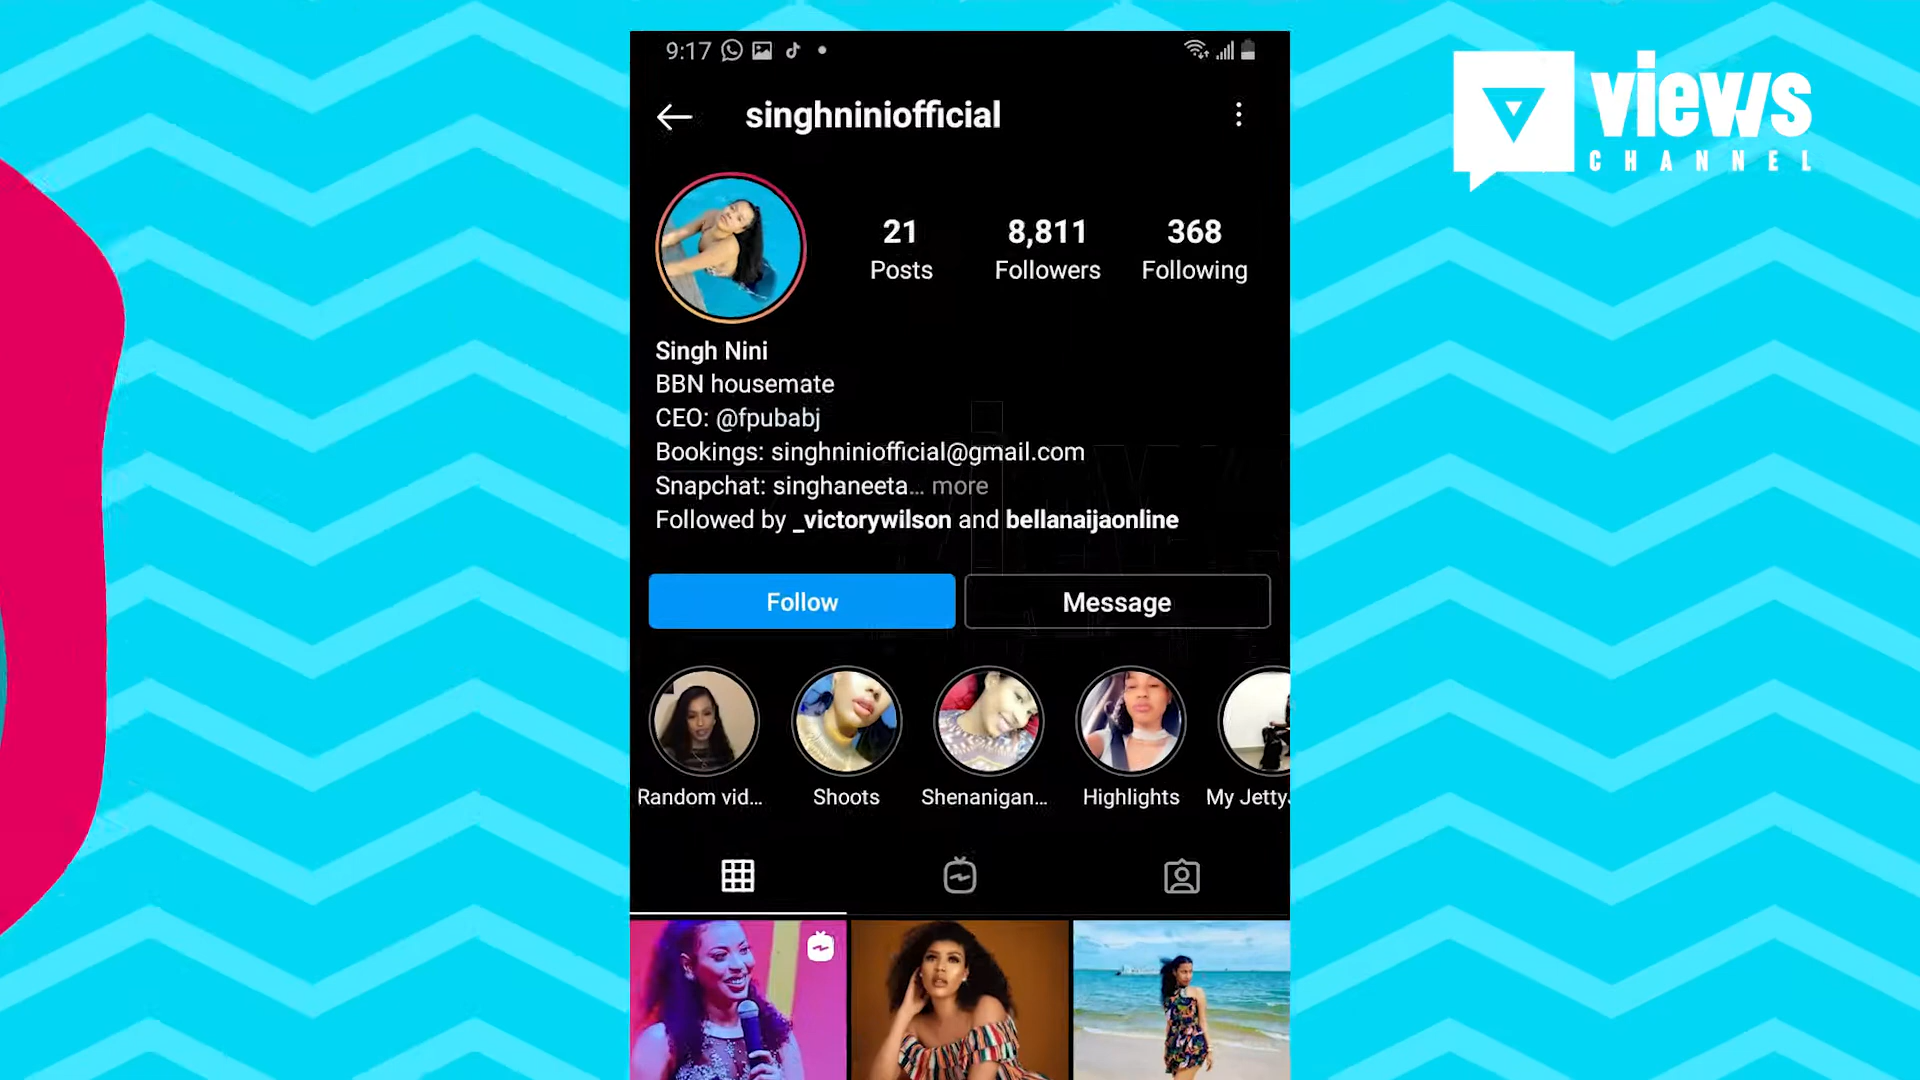 9:17
views
CHANNEL
singhniniofficial
21
8,811
368
Posts
Followers
Following
Singh Nini
BBN housemate
CEO: @fpubabj
Bookings: singhniniofficial@gmail.com
Snapchat: singhaneeta... more
Followed by _victorywilson and bellanaijaonline
Follow
Message
Random vid...
Shoots
Shenanigan...
Highlights
My Jetty